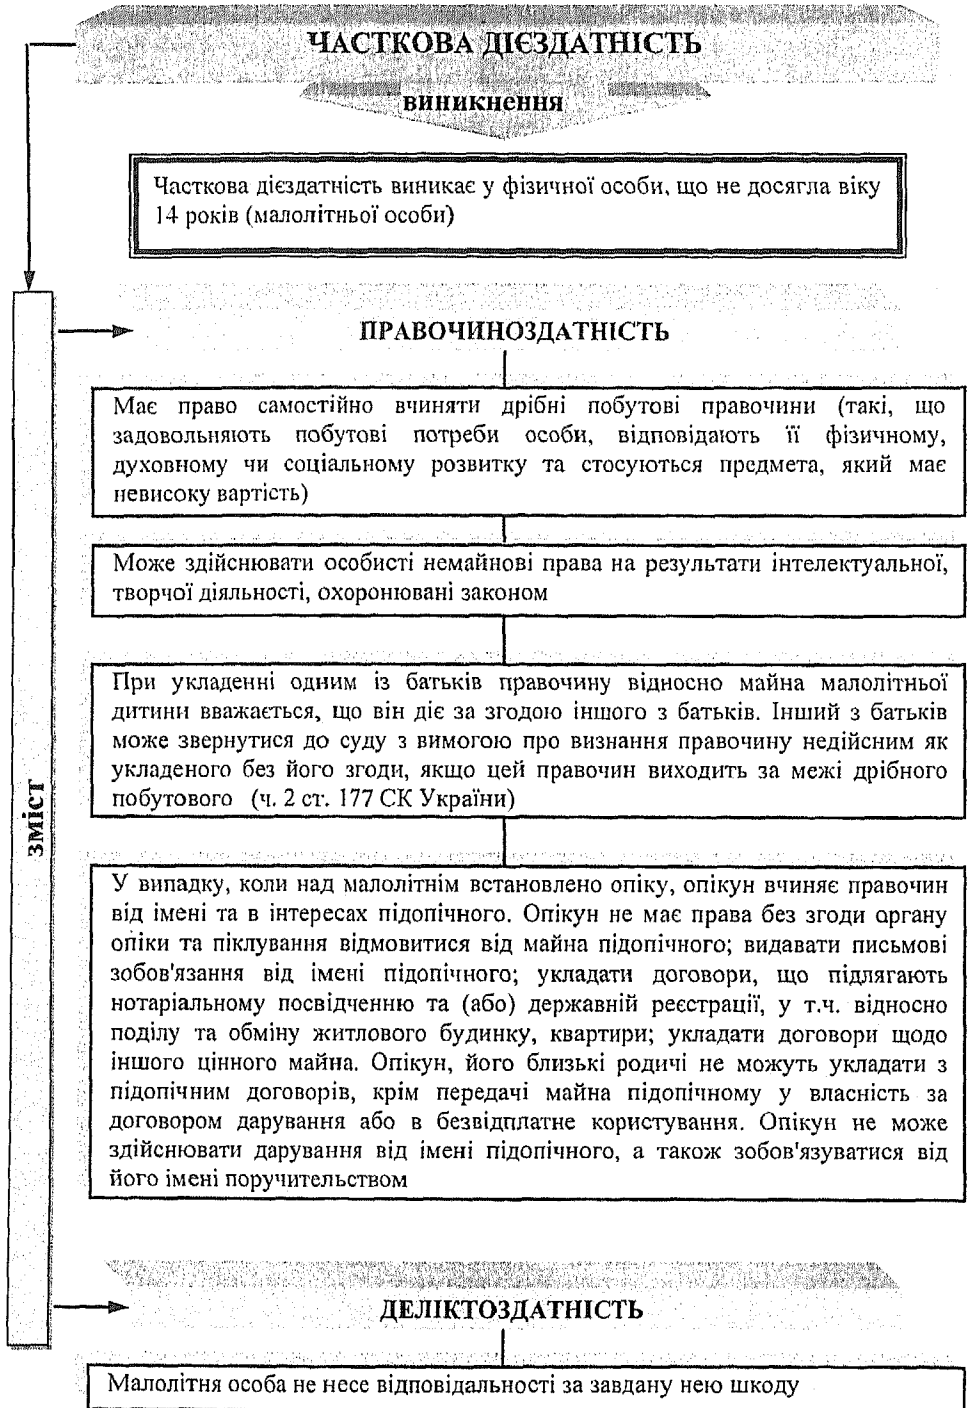 ЧАСТКОВА ДІЄЗДАТНІСТЬ
виникнення
Часткова дієздатність виникає у фізичної особи, що не досягла віку
14 років (малолітньої особи)
ПРАВОЧИНОЗДАТНІСТЬ
Має право самостійно вчиняти дрібні побутові правочини (такі, що
задовольняють побутові потреби особи, відповідають її фізичному,
духовному чи соціальному розвитку та стосуються предмета, який має
невисоку вартість)
Може здійснювати особисті немайнові права на результати інтелектуальної,
творчої діяльності, охоронювані законом
При укладенні одним із батьків правочину відносно майна малолітньої
дитини вважається, що він діє за згодою іншого з батьків. Інший з батьків
може звернутися до суду з вимогою про визнання правочину недійсним як
укладеного без його згоди, якщо цей правочин виходить за межі дрібного
побутового (ч. 2 ст. 177 СК України)
зміст
У випадку, коли над малолітнім встановлено опіку, опікун вчиняє правочин
від імені та в інтересах підопічного. Опікун не має права без згоди органу
опіки та піклування відмовитися від майна підопічного; видавати письмові
зобов'язання від імені підопічного; укладати договори, що підлягають
нотаріальному посвідченню та (або) державній реєстрації, у т.ч. відносно
поділу та обміну житлового будинку, квартири; укладати договори щодо
іншого цінного майна. Опікун, його близькі родичі не можуть укладати з
підопічним договорів, крім передачі майна підопічному у власність за
договором дарування або в безвідплатне користування. Опікун не може
здійснювати дарування від імені підопічного, а також зобов'язуватися від
його імені поручительством
ДЕЛІКТОЗДАТНІСТЬ
Малолітня особа не несе відповідальності за завдану нею шкоду